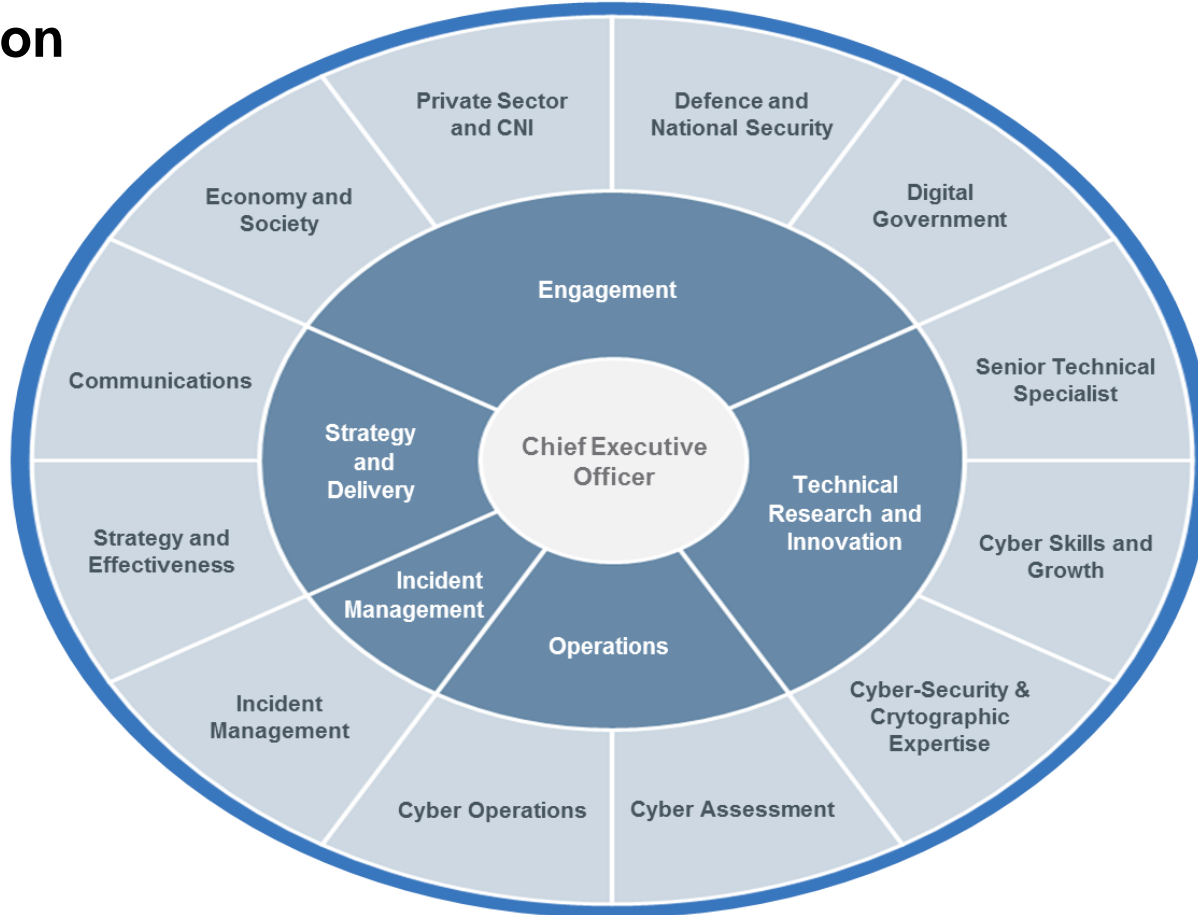 on
Private Sector
and CNI
Defence and
National Security
Economy and
Society
Digital
Government
Engagement
Communications
Senior Technical
Specialist
Strategy
and
Delivery
Chief Executive
Officer
Technical
Research and
Innovation
Strategy and
Effectiveness
Cyber Skills and
Growth
Incident
Management
Operations
Incident
Management
Cyber-Security &
Crytographic
Expertise
Cyber Operations
Cyber Assessment